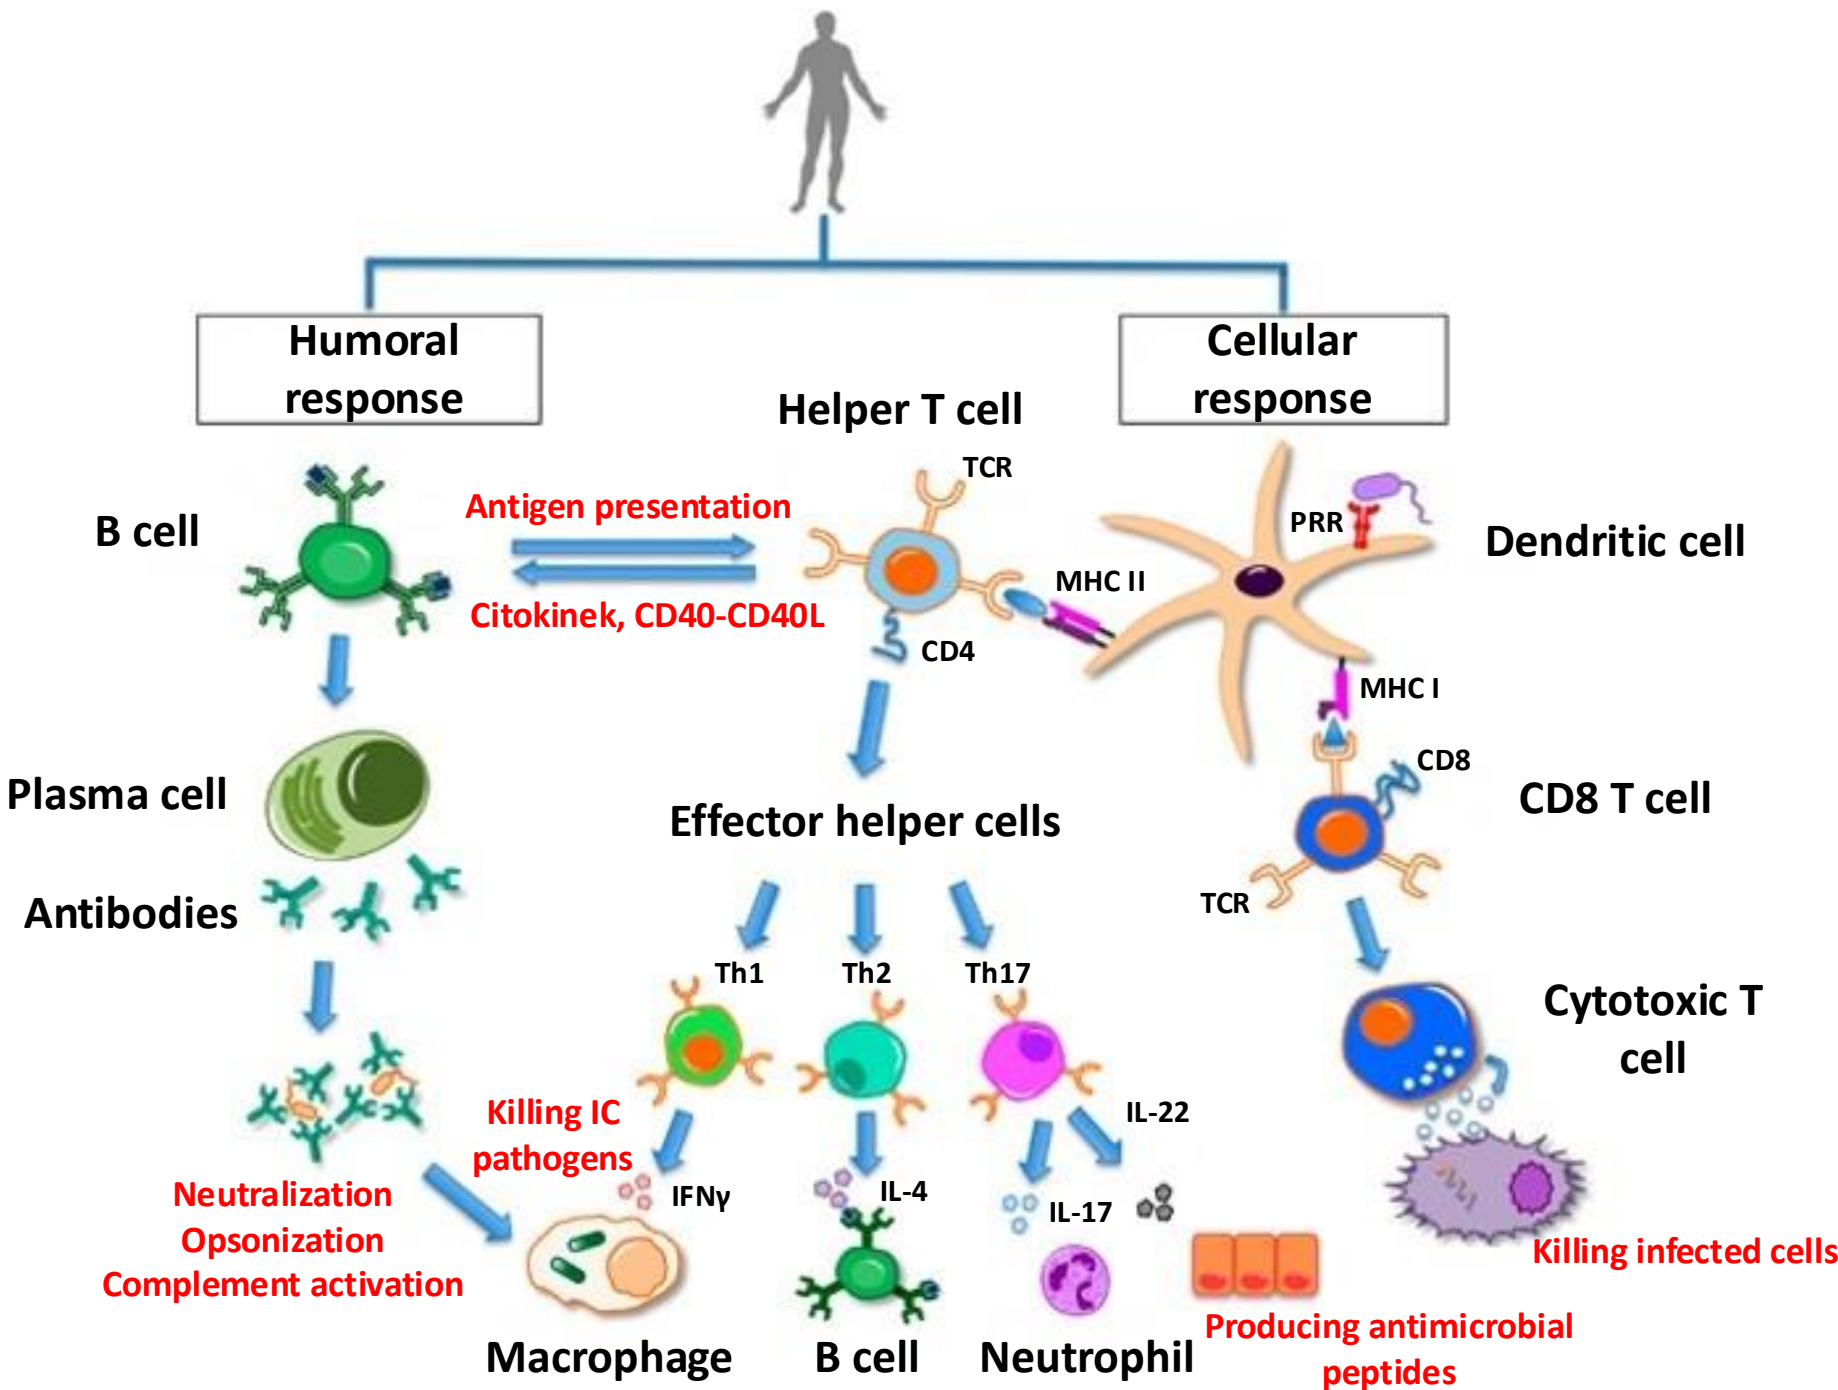 Humoral
response
Cellular
response
Helper T cell
TCR
B cell
Antigen presentation
Citokinek, CD40-CD40L
PRR
Dendritic cell
MHC II
CD4
MHC I
CD8
CD8 T cell
Plasma cell
Effector helper cells
Antibodies
TCR
Th1
Th2
Th17
Cytotoxic T
cell
Killing IC
pathogens
IL-22
Neutralization
Opsonization
Complement activation
IFNγ
IL-4
IL-17
Killing infected cells
Macrophage
B cell
Neutrophil
Producing antimicrobial
peptides